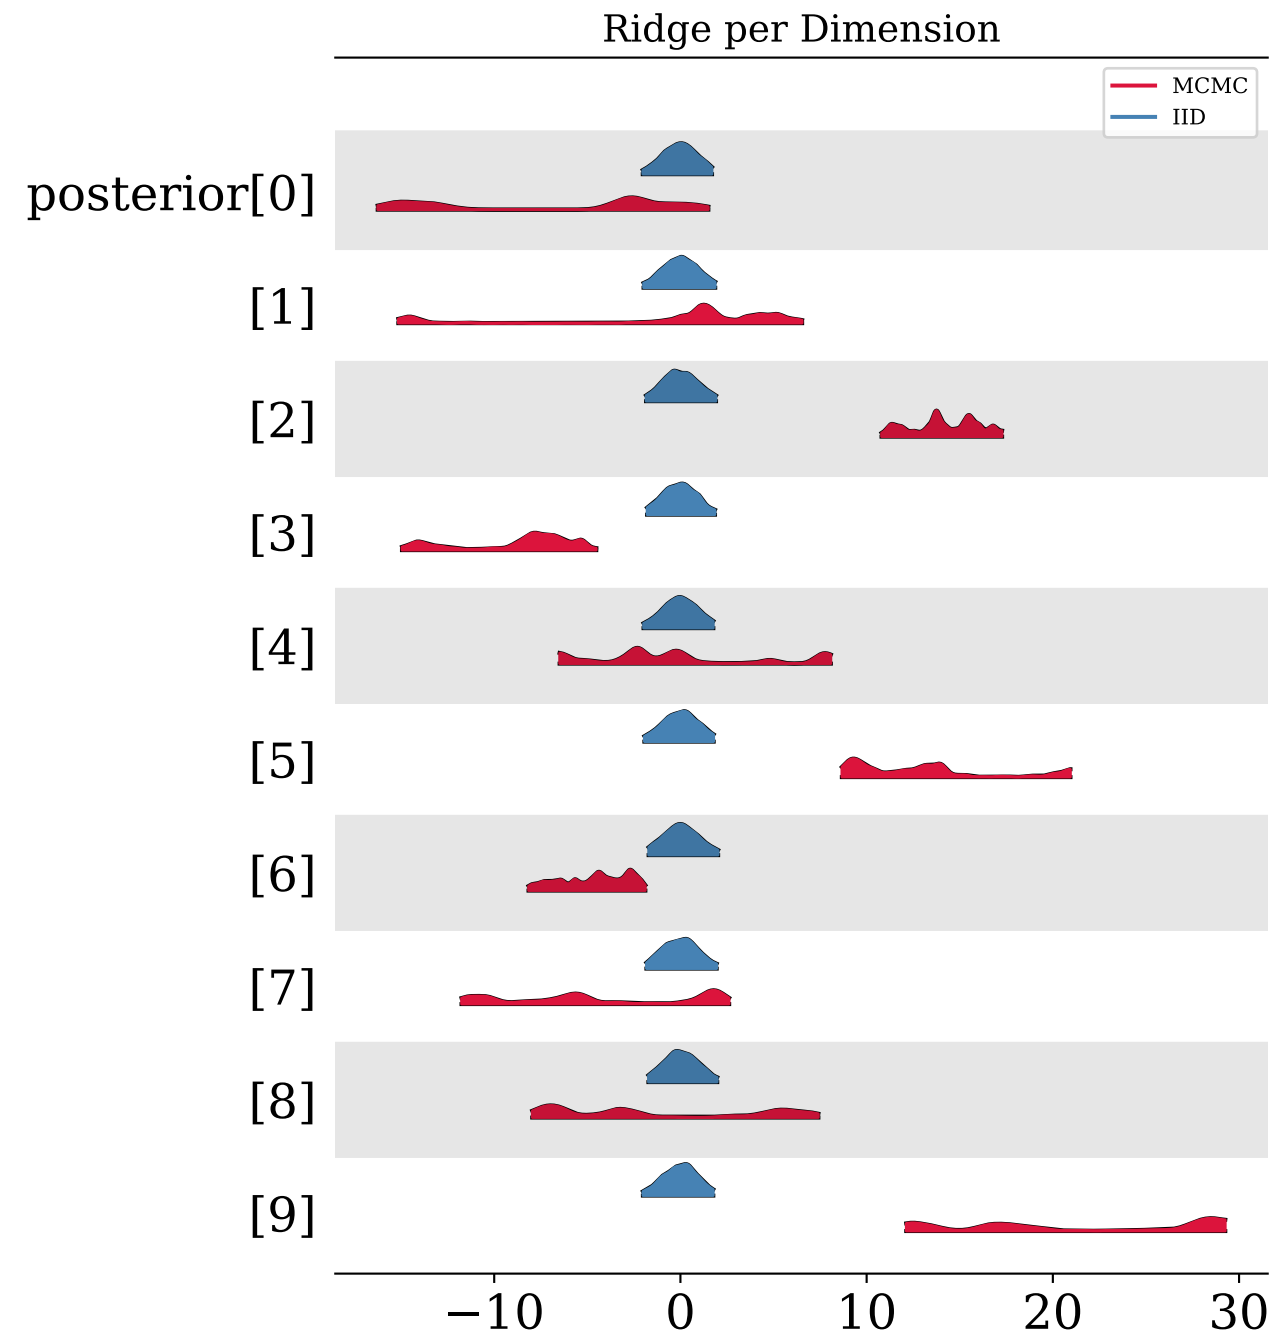 Ridge per Dimension
MCMC
IID
posterior[0]
[1]
[2]
[3]
[4]
[5]
[6]
[7]
[8]
[9]
−10 0 10 20 30